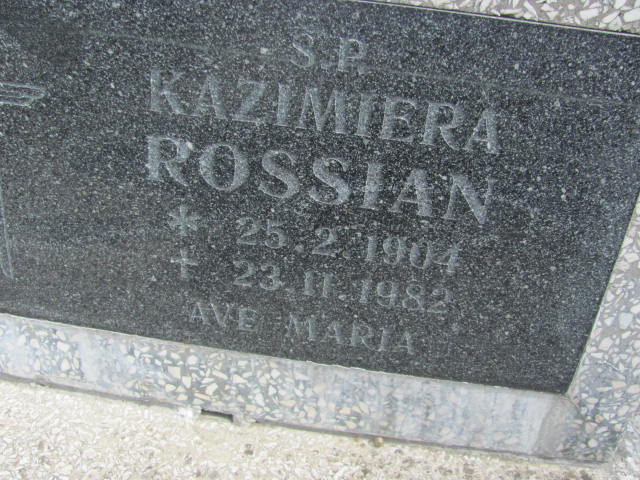 S.P.
KAZIMIERA
ROSSIAN
* 25.2.1904
+ 23.11.1982
AVE MARIA